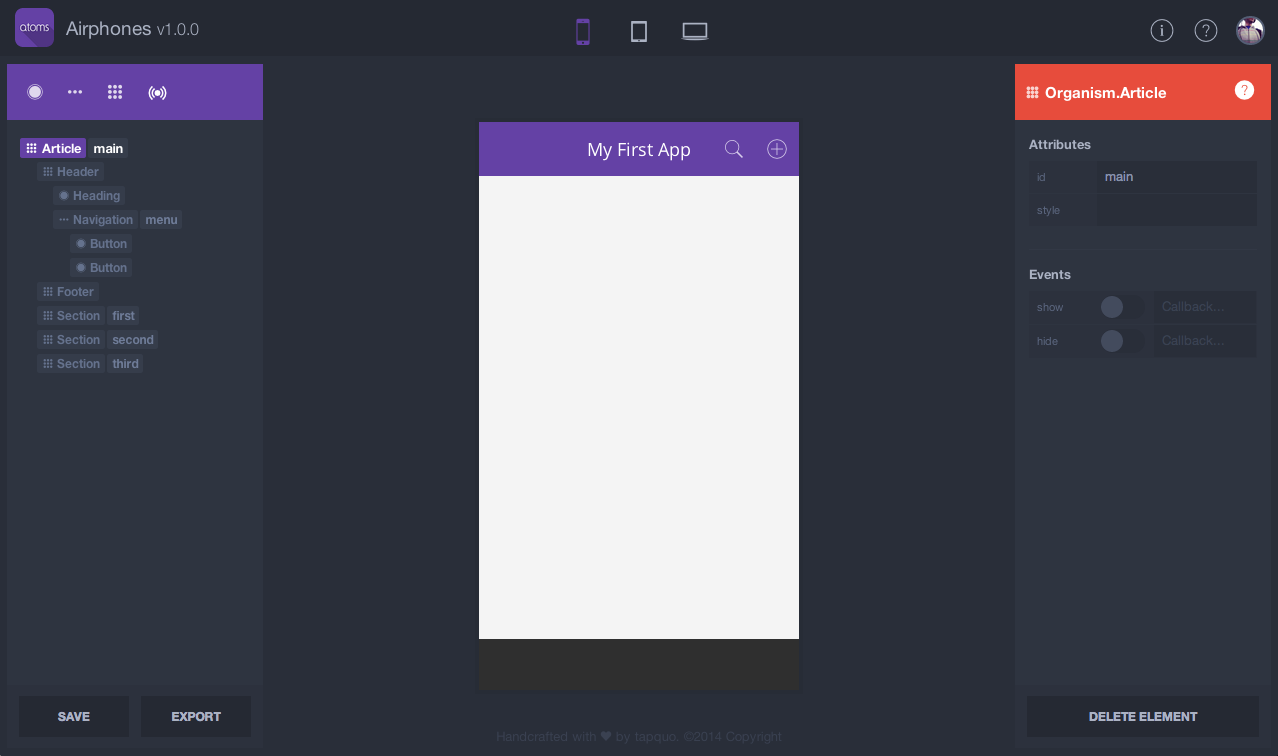 atoms Airphones v1.0.0
Article main
Header
Heading
Navigation menu
Button
Button
Footer
Section first
Section second
Section third
SAVE EXPORT
My First App
Handcrafted with ♥ by tapquo. ©2014 Copyright
Organism.Article ?
Attributes
id main
style
Events
show Callback...
hide Callback...
DELETE ELEMENT